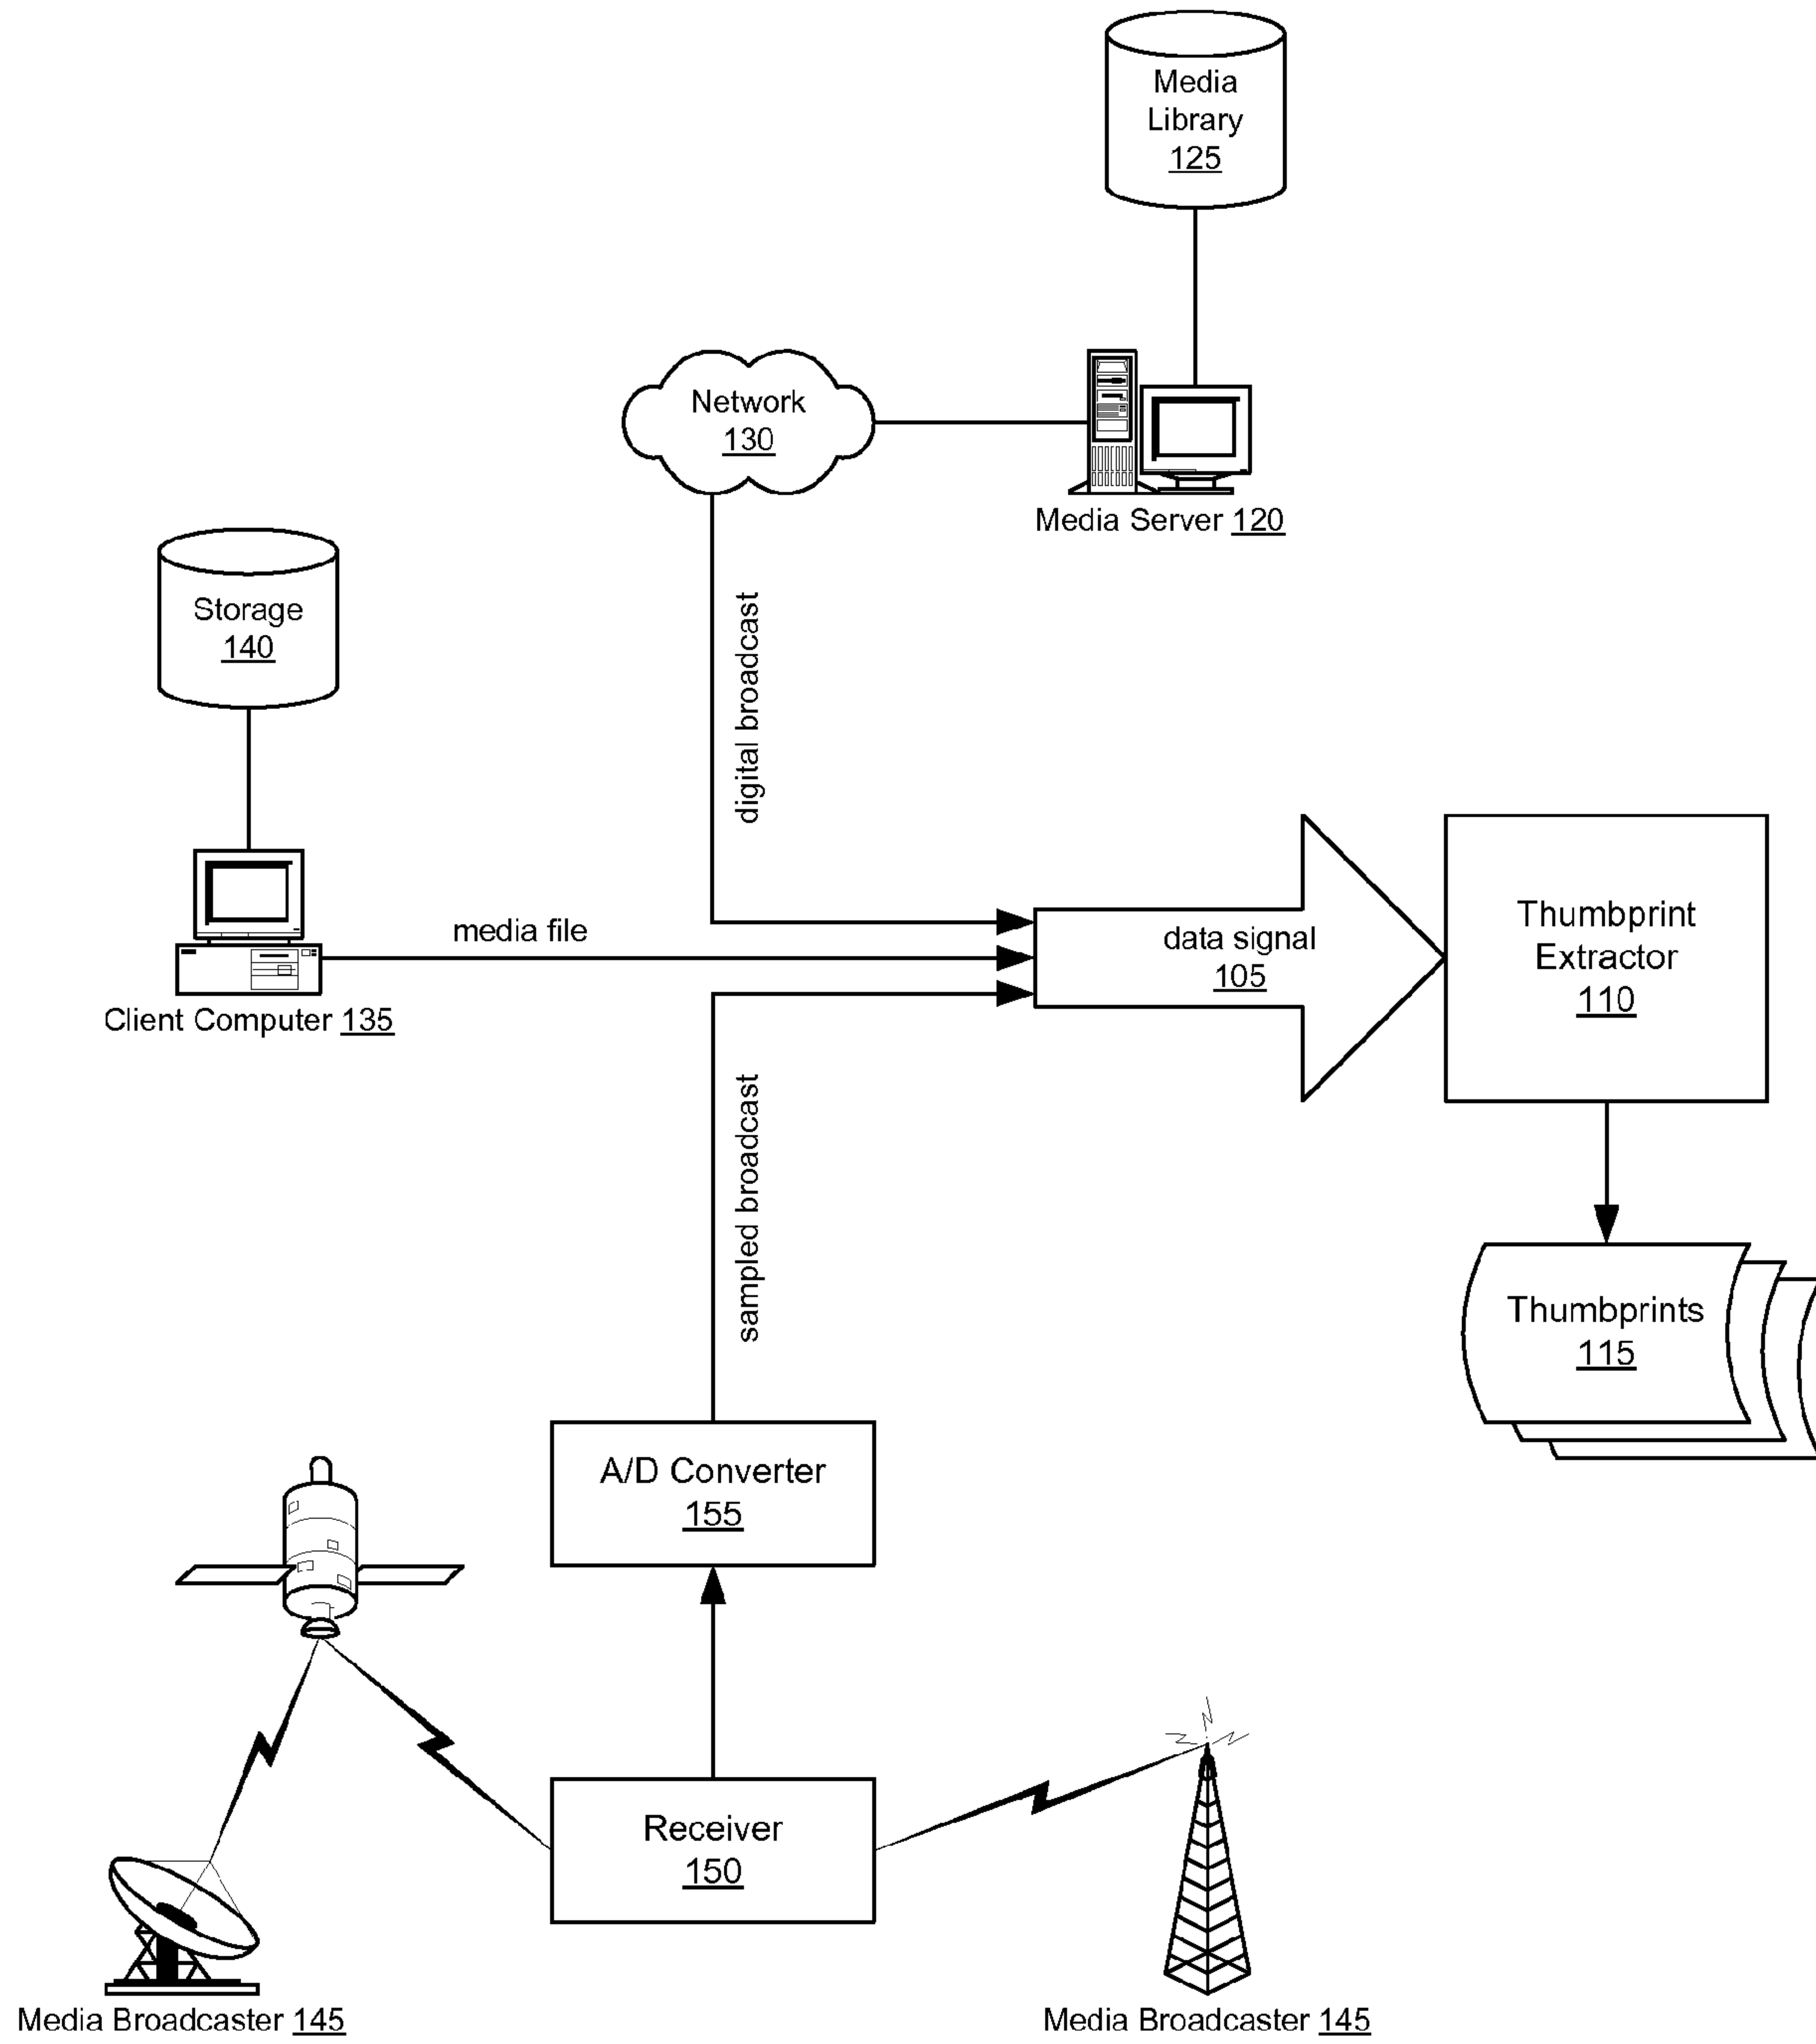 Media
Library
125
Network
130
Media Server 120
Storage
140
digital broadcast
Client Computer 135
media file
data signal
105
Thumbprint
Extractor
110
sampled broadcast
Thumbprints
115
A/D Converter
155
Receiver
150
Media Broadcaster 145
Media Broadcaster 145